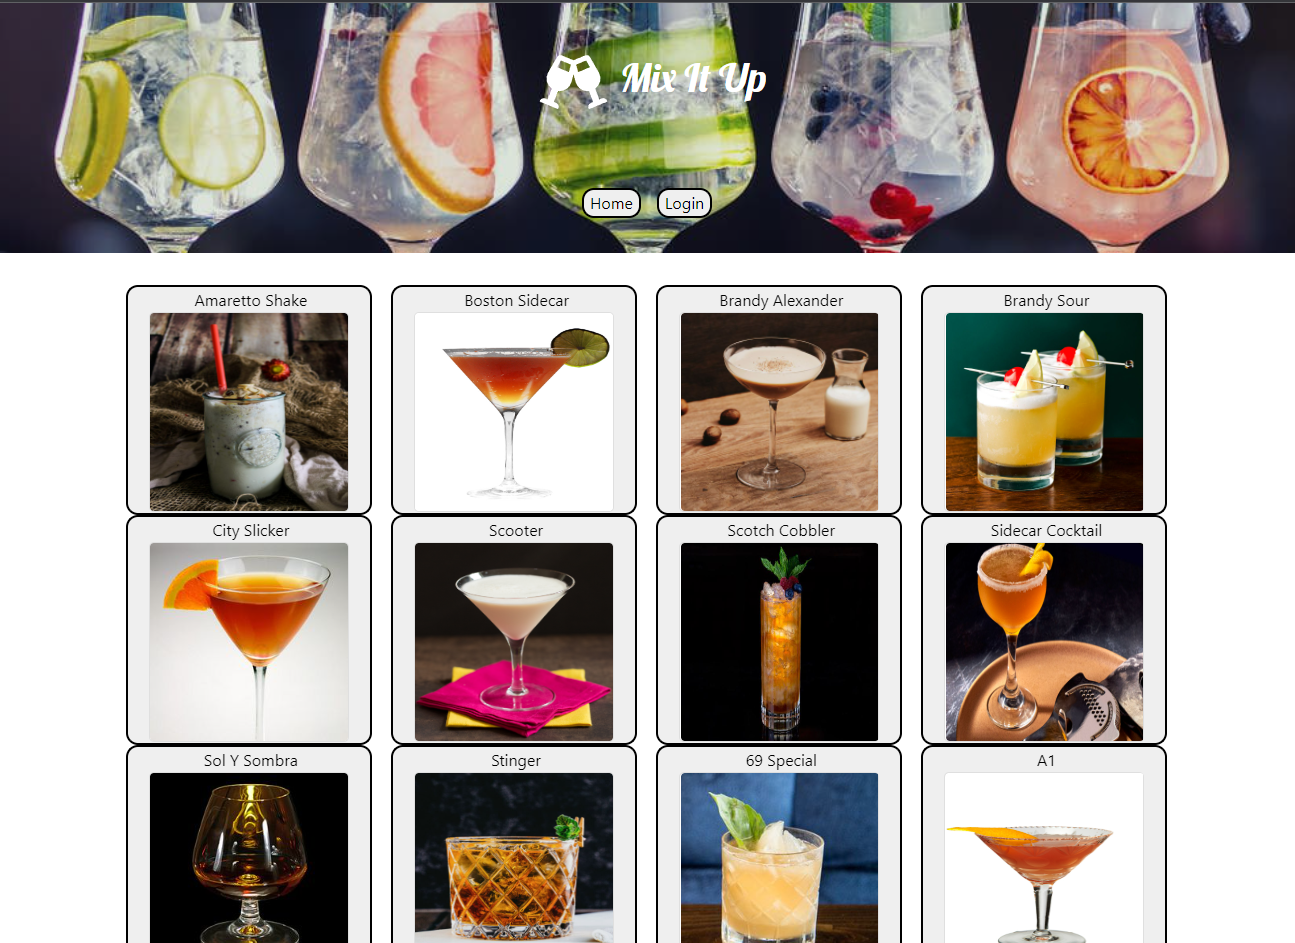 Mix It Up
Home Login
Amaretto Shake
Boston Sidecar
Brandy Alexander
Brandy Sour
City Slicker
Scooter
Scotch Cobbler
Sidecar Cocktail
Sol Y Sombra
Stinger
69 Special
A1